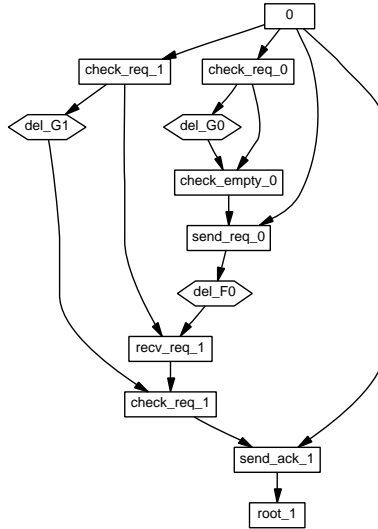 0
check_req_1
check_req_0
del_G1
del_G0
check_empty_0
send_req_0
del_F0
recv_req_1
check_req_1
send_ack_1
root_1